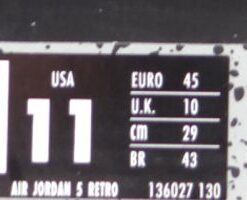 USA
11
EURO 45
U.K. 10
cm 29
BR 43
AIR JORDAN 5 RETRO 136027 130